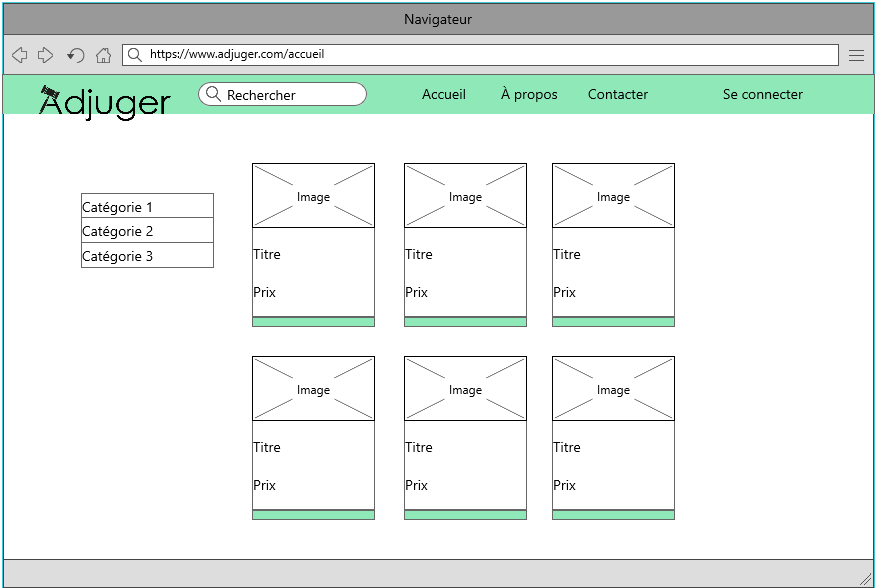 Navigateur
https://www.adjuger.com/accueil
Adjuger
Rechercher
Accueil
À propos
Contacter
Se connecter
Catégorie 1
Catégorie 2
Catégorie 3
Image
Titre
Prix
Image
Titre
Prix
Image
Titre
Prix
Image
Titre
Prix
Image
Titre
Prix
Image
Titre
Prix